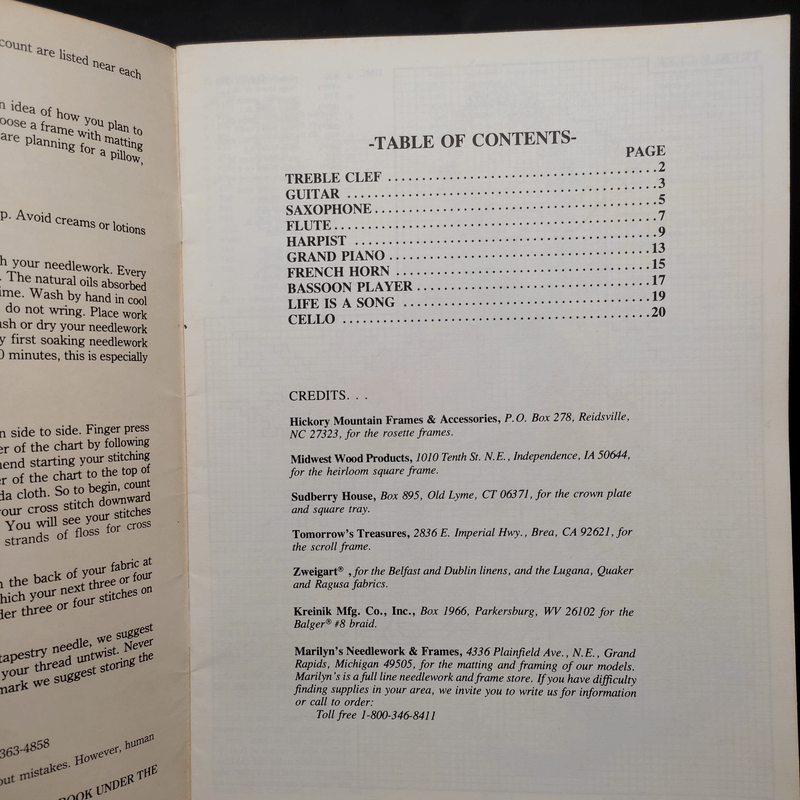 count are listed near each
n idea of how you plan to
oose a frame with matting
are planning for a pillow,
p. Avoid creams or lotions
h your needlework. Every
. The natural oils absorbed
ime. Wash by hand in cool
do not wring. Place work
ash or dry your needlework
y first soaking needlework
0 minutes, this is especially
n side to side. Finger press
er of the chart by following
mend starting your stitching
er of the chart to the top of
da cloth. So to begin, count
your cross stitch downward
You will see your stitches
strands of floss for cross
n the back of your fabric at
which your next three or four
der three or four stitches on
tapestry needle, we suggest
your thread untwist. Never
mark we suggest storing the
363-4858
out mistakes. However, human
BOOK UNDER THE
-TABLE OF CONTENTS-
PAGE
TREBLE CLEF ........................................2
GUITAR ........................................3
SAXOPHONE........................................5
FLUTE........................................7
HARPIST ........................................9
GRAND PIANO........................................13
FRENCH HORN ........................................15
BASSOON PLAYER........................................17
LIFE IS A SONG ........................................19
CELLO ........................................20
CREDITS. . .
Hickory Mountain Frames & Accessories, P.O. Box 278, Reidsville,
NC 27323, for the rosette frames.
Midwest Wood Products, 1010 Tenth St. N.E., Independence, IA 50644,
for the heirloom square frame.
Sudberry House, Box 895, Old Lyme, CT 06371, for the crown plate
and square tray.
Tomorrow's Treasures, 2836 E. Imperial Hwy., Brea, CA 92621, for
the scroll frame.
Zweigart® , for the Belfast and Dublin linens, and the Lugana, Quaker
and Ragusa fabrics.
Kreinik Mfg. Co., Inc., Box 1966, Parkersburg, WV 26102 for the
Balger® #8 braid.
Marilyn's Needlework & Frames, 4336 Plainfield Ave., N.E., Grand
Rapids, Michigan 49505, for the matting and framing of our models.
Marilyn's is a full line needlework and frame store. If you have difficulty
finding supplies in your area, we invite you to write us for information
or call to order:
Toll free 1-800-346-8411